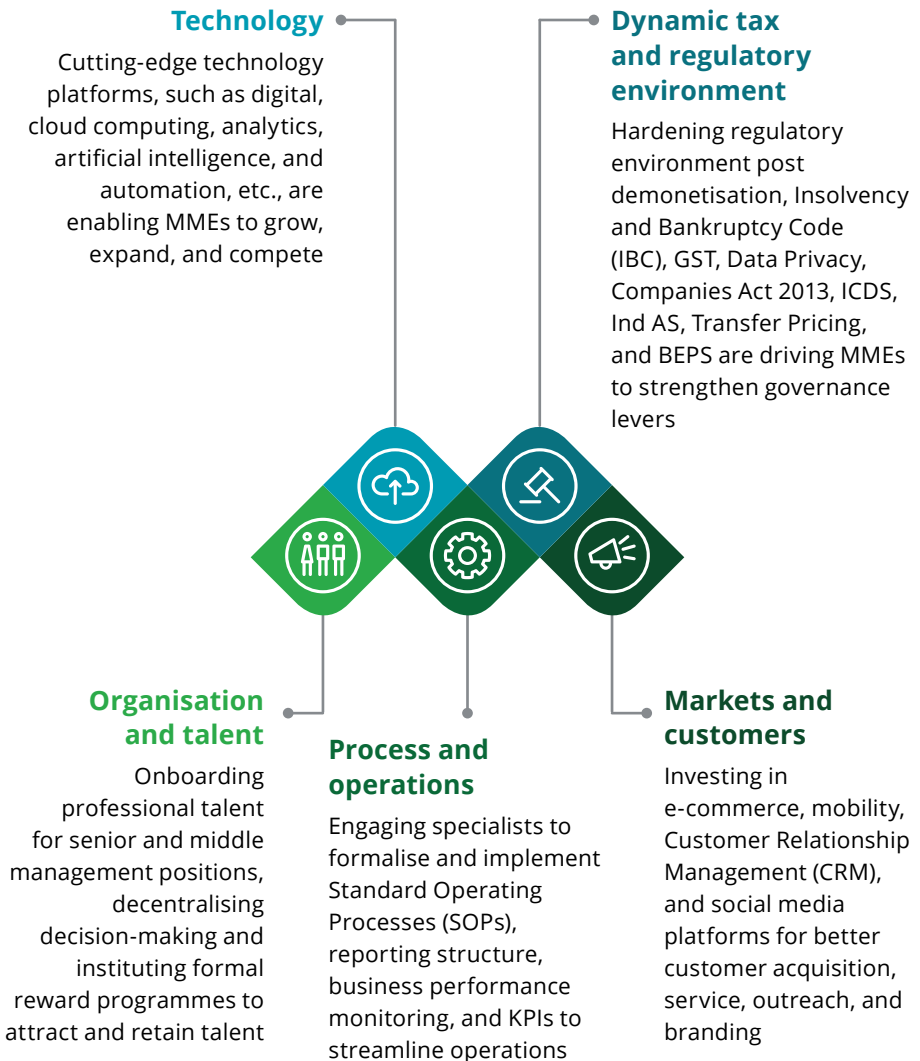 Technology
Cutting-edge technology
platforms, such as digital,
cloud computing, analytics,
artificial intelligence, and
automation, etc., are
enabling MMEs to grow,
expand, and compete
Dynamic tax
and regulatory
environment
Hardening regulatory
environment post
demonetisation, Insolvency
and Bankruptcy Code
(IBC), GST, Data Privacy,
Companies Act 2013, ICDS,
Ind AS, Transfer Pricing,
and BEPS are driving MMEs
to strengthen governance
levers
Organisation
and talent
Onboarding
professional talent
for senior and middle
management positions,
decentralising
decision-making and
instituting formal
reward programmes to
attract and retain talent
Process and
operations
Engaging specialists to
formalise and implement
Standard Operating
Processes (SOPs),
reporting structure,
business performance
monitoring, and KPIs to
streamline operations
Markets and
customers
Investing in
e-commerce, mobility,
Customer Relationship
Management (CRM),
and social media
platforms for better
customer acquisition,
service, outreach, and
branding